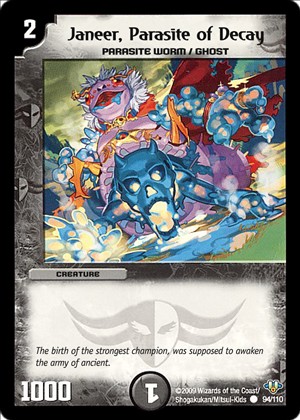 2
Janeer, Parasite of Decay
PARASITE WORM / GHOST
CREATURE
The birth of the strongest champion, was supposed to awaken
the army of ancient.
1000
1
©2009 Wizards of the Coast/
Shogakukan/Mitsui-Kids
94/110